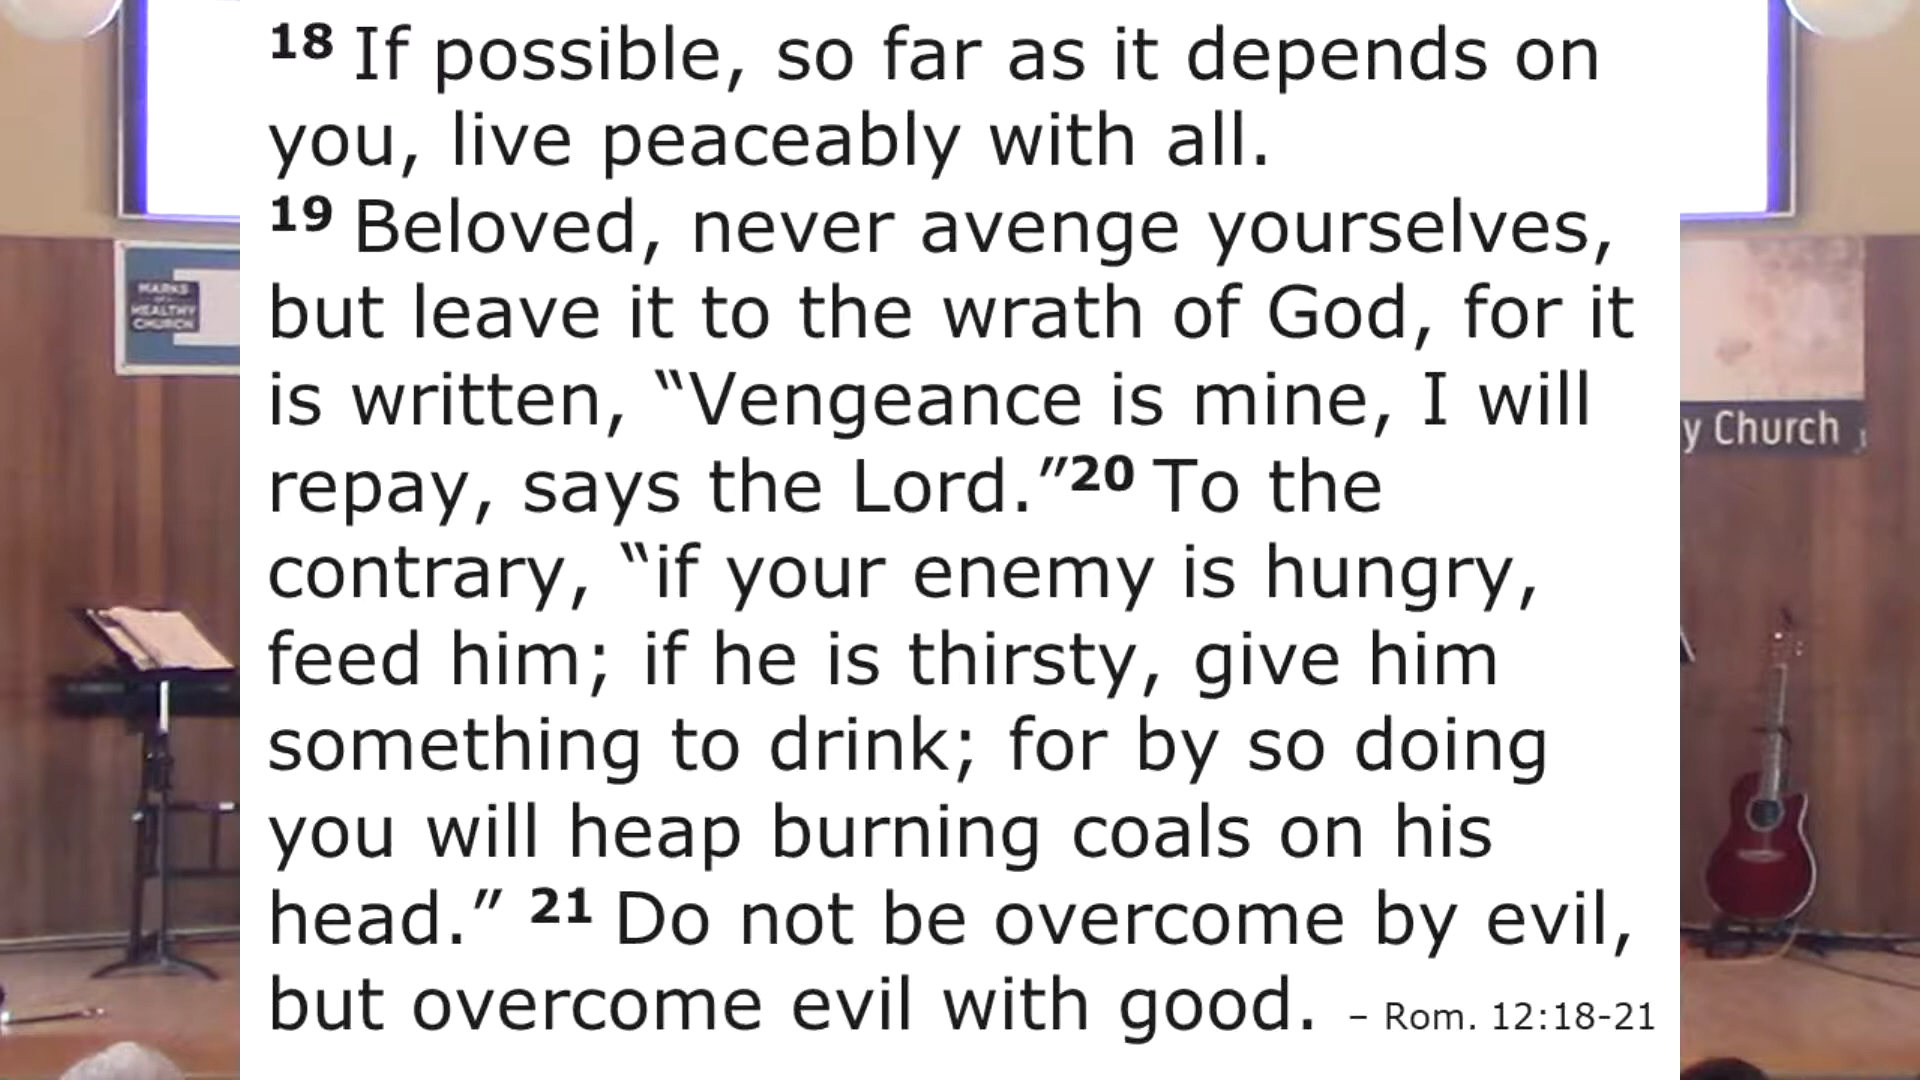 18 If possible, so far as it depends on
you, live peaceably with all.
19 Beloved, never avenge yourselves,
but leave it to the wrath of God, for it
is written, “Vengeance is mine, I will
repay, says the Lord.”20 To the
contrary, “if your enemy is hungry,
feed him; if he is thirsty, give him
something to drink; for by so doing
you will heap burning coals on his
head.” 21 Do not be overcome by evil,
but overcome evil with good. – Rom. 12:18-21
MARKS
OF A
HEALTHY
CHURCH
y Church